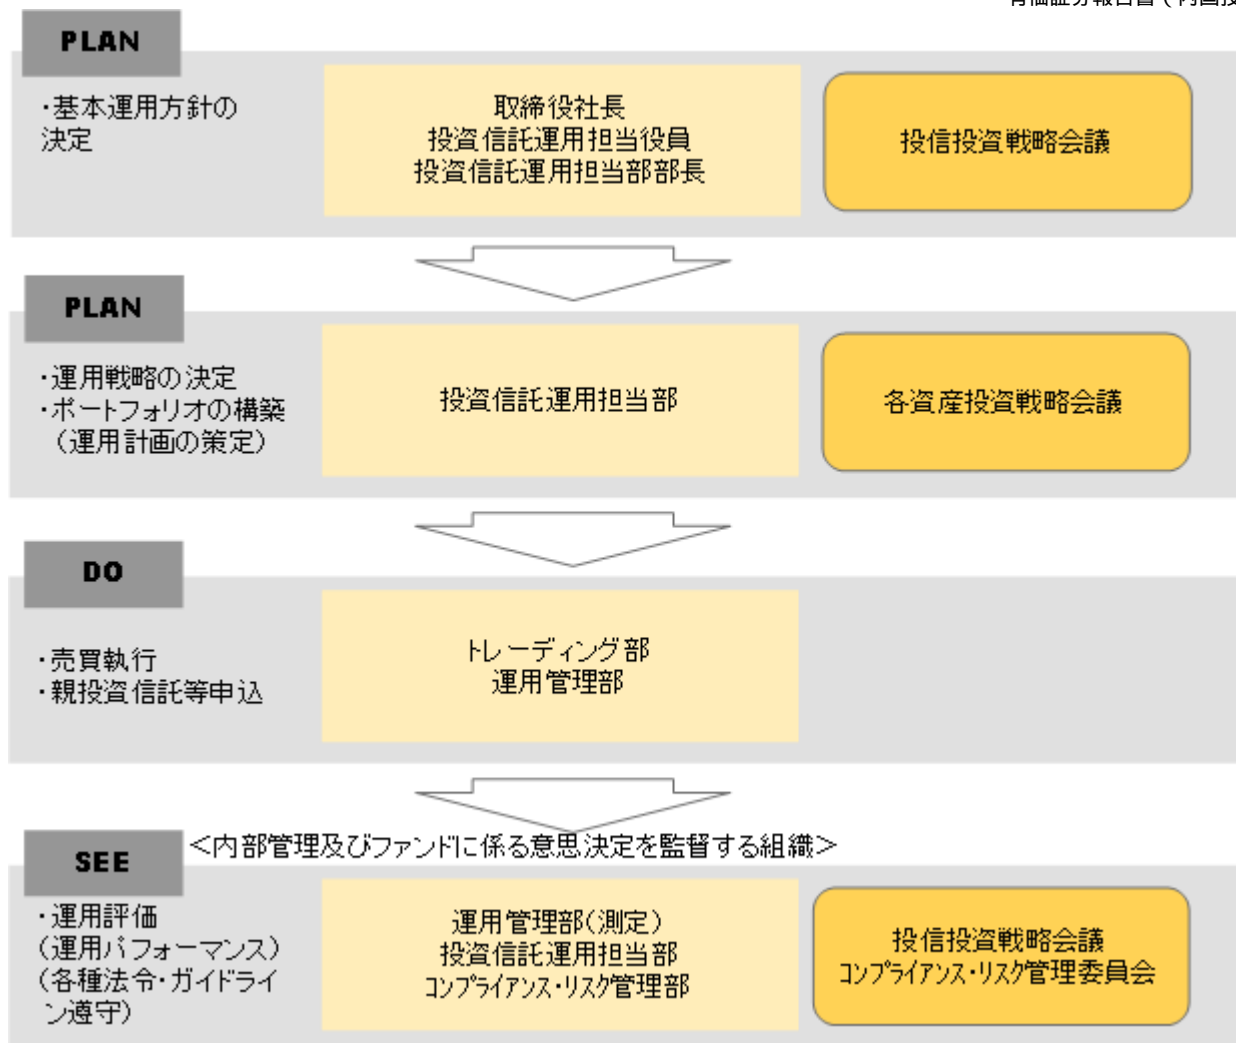 有価証券報告書(内国投
PLAN
・基本運用方針の
決定
取締役社長
投資信託運用担当役員
投資信託運用担当部部長
投信投資戦略会議
PLAN
・運用戦略の決定
・ポートフォリオの構築
(運用計画の策定)
投資信託運用担当部
各資産投資戦略会議
DO
・売買執行
・親投資信託等申込
トレーディング部
運用管理部
<内部管理及びファンドに係る意思決定を監督する組織>
SEE
・運用評価
(運用パフォーマンス)
(各種法令・ガイドライ
ン遵守)
運用管理部(測定)
投資信託運用担当部
コンプライアンス・リスク管理部
投信投資戦略会議
コンプライアンス・リスク管理委員会